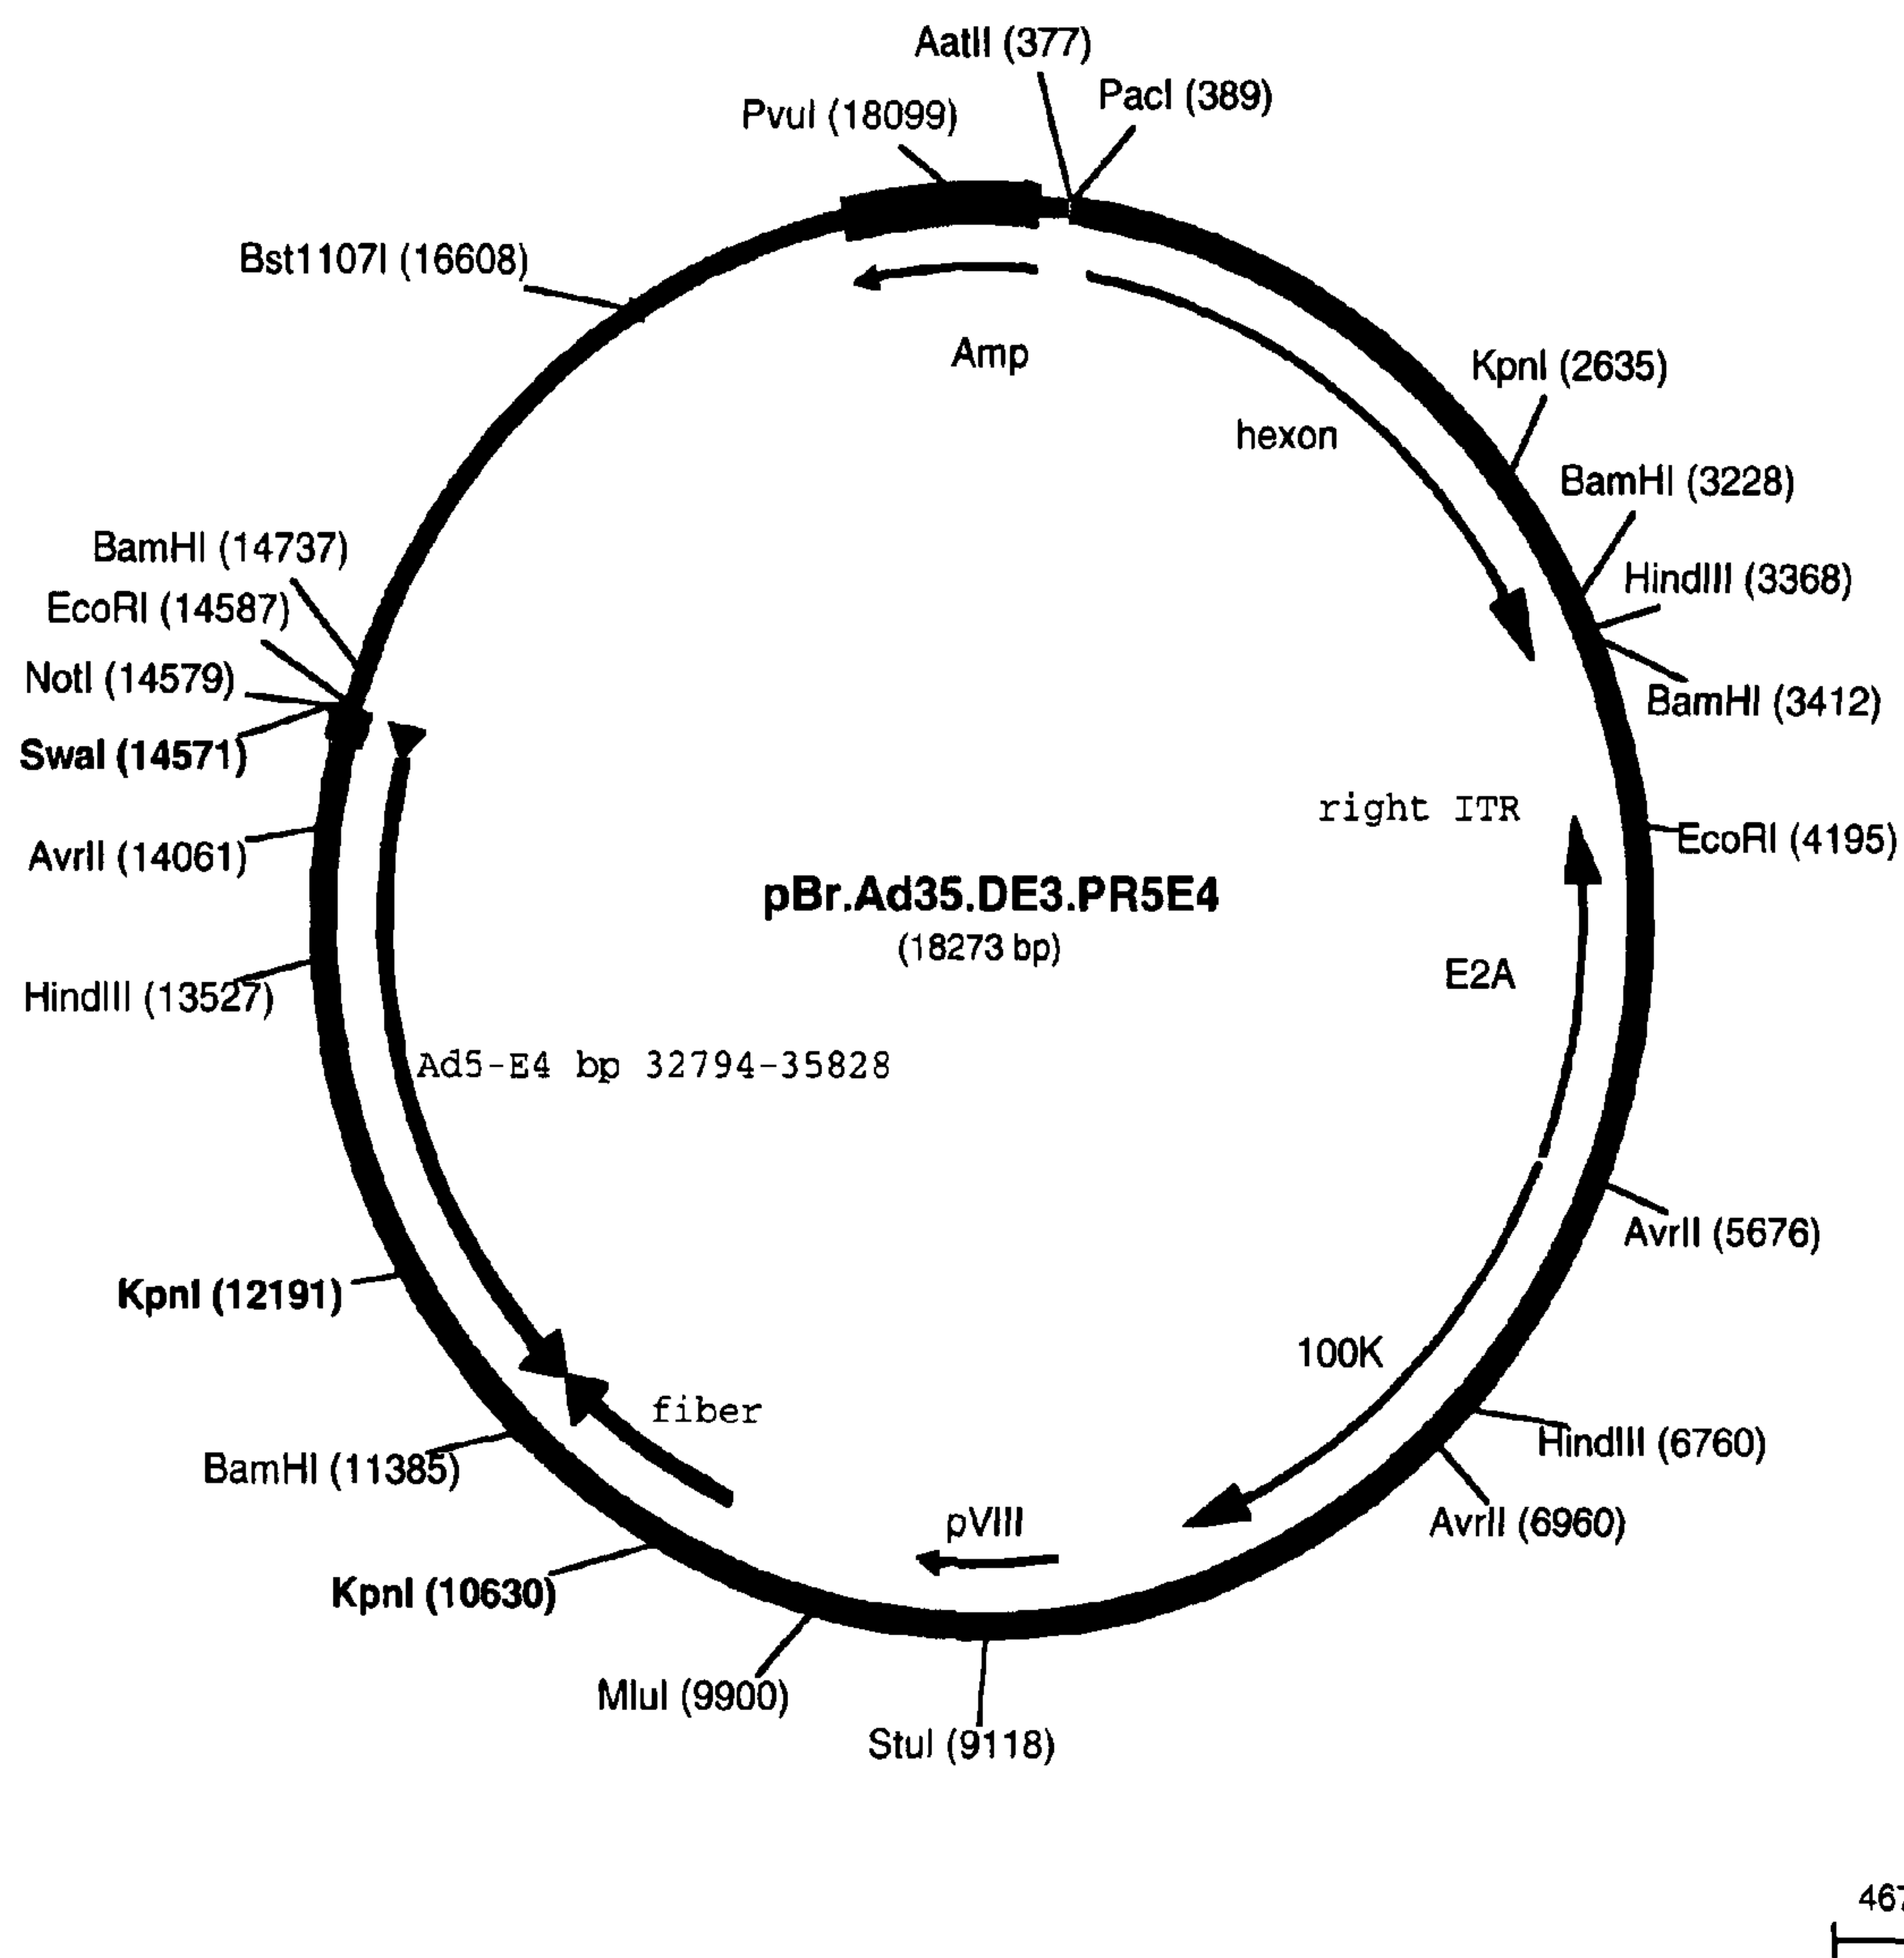 AatII (377)
PacI (389)
PvuI (18099)
Bst1107I (16608)
Amp
KpnI (2635)
hexon
BamHI (3228)
BamHI (14737)
HindIII (3368)
EcoRI (14587)
NotI (14579)
BamHI (3412)
SwaI (14571)
right ITR
EcoRI (4195)
AvrII (14061)
pBr.Ad35.DE3.PR5E4
(18273 bp)
E2A
HindIII (13527)
Ad5-E4 bp 32794-35828
AvrII (5676)
KpnI (12191)
100K
fiber
HindIII (6760)
BamHI (11385)
AvrII (6960)
pVIII
KpnI (10630)
MluI (9900)
StuI (9118)